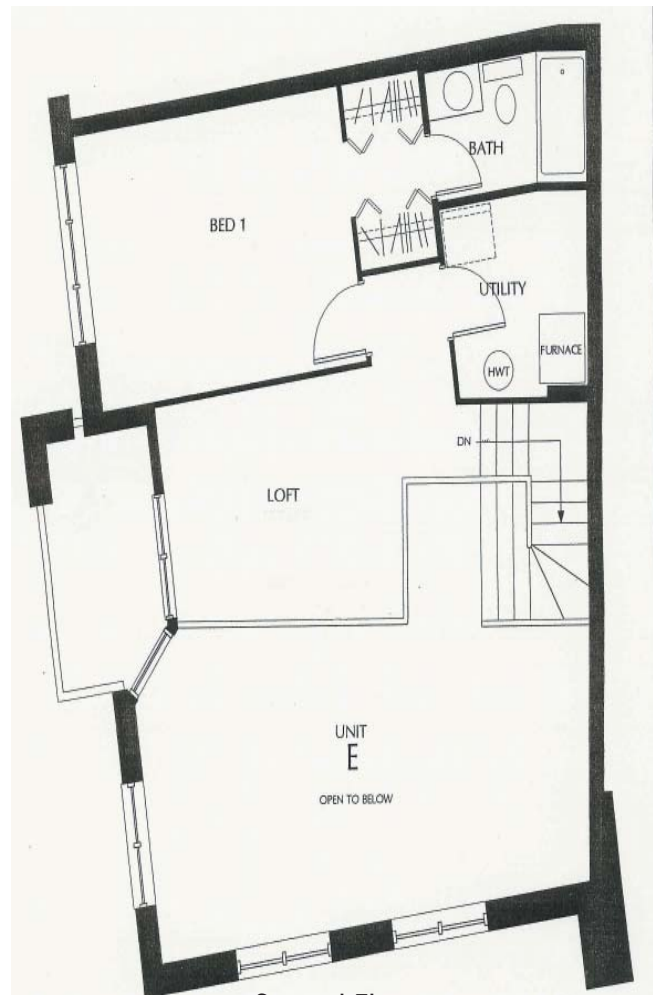 BATH
BED 1
UTILITY
FURNACE
HWT
DN
LOFT
UNIT
E
OPEN TO BELOW